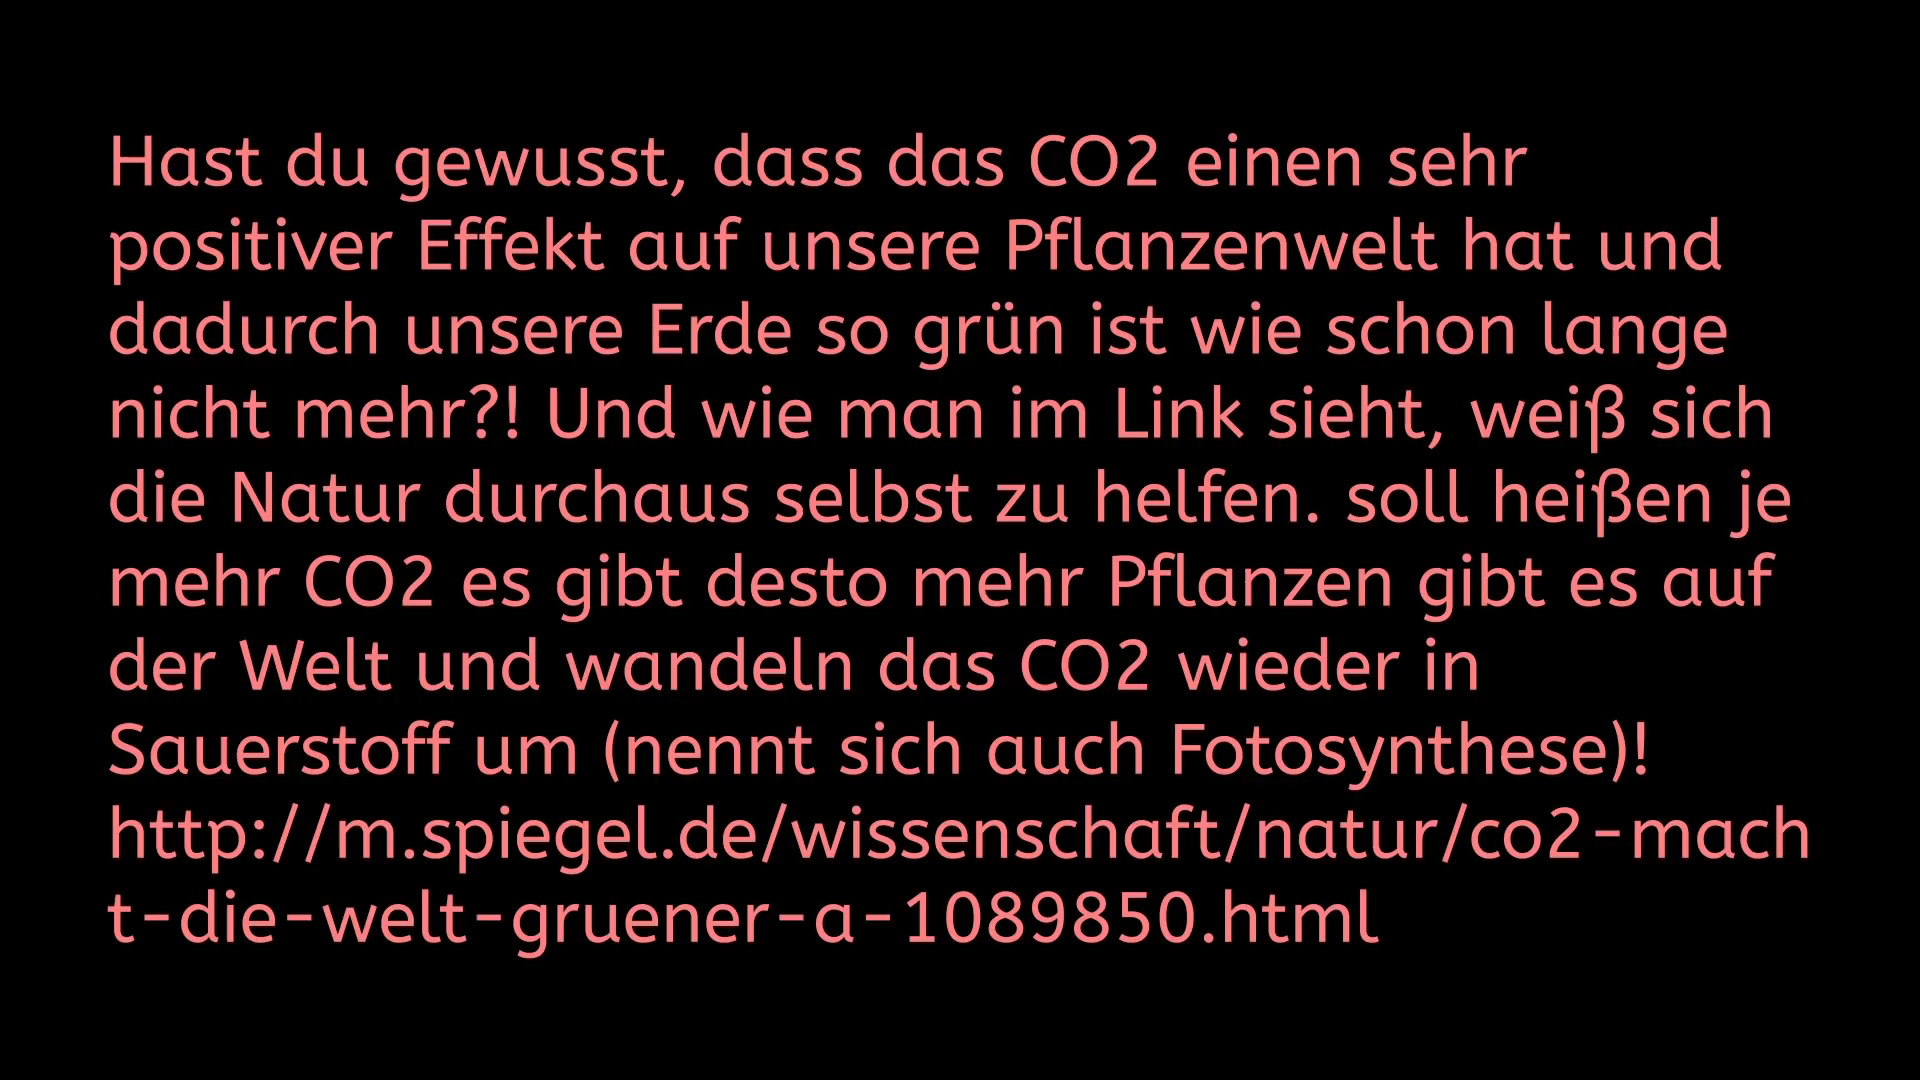 Hast du gewusst, dass das CO2 einen sehr
positiver Effekt auf unsere Pflanzenwelt hat und
dadurch unsere Erde so grün ist wie schon lange
nicht mehr?! Und wie man im Link sieht, weiß sich
die Natur durchaus selbst zu helfen. soll heißen je
mehr CO2 es gibt desto mehr Pflanzen gibt es auf
der Welt und wandeln das CO2 wieder in
Sauerstoff um (nennt sich auch Fotosynthese)!
http://m.spiegel.de/wissenschaft/natur/co2-mach
t-die-welt-gruener-a-1089850.html